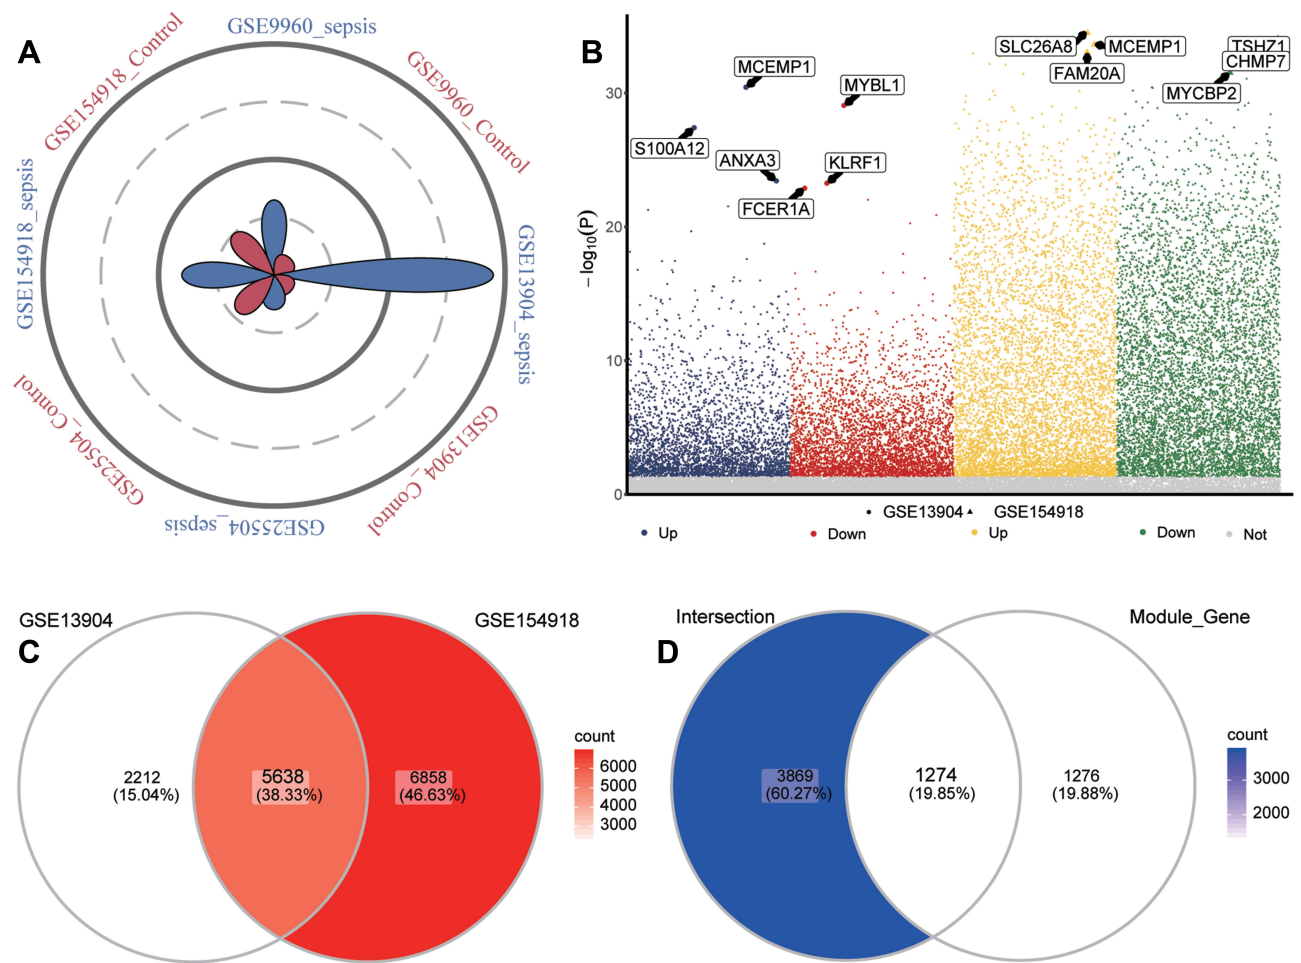 A
GSE9960_sepsis
GSE9960_Control
GSE13904_sepsis
GSE13904_Control
GSE25504_sepsis
GSE25504_Control
GSE154918_sepsis
GSE154918_Control
B
− log10(P)
30
20
10
0
MCEMP1
MYBL1
S100A12
ANXA3
KLRF1
FCER1A
SLC26A8
MCEMP1
FAM20A
TSHZ1
CHMP7
MYCBP2
GSE13904
GSE154918
Up
Down
Up
Down
Not
GSE13904
GSE154918
C
2212
(15.04%)
5638
(38.33%)
6858
(46.63%)
count
6000
5000
4000
3000
Intersection
Module_Gene
D
3869
(60.27%)
1274
(19.85%)
1276
(19.88%)
count
3000
2000